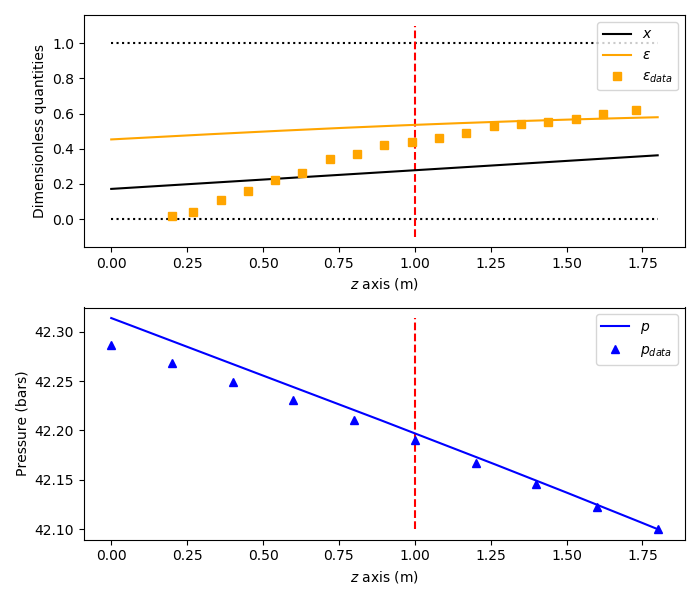 Dimensionless quantities
1.0
0.8
0.6
0.4
0.2
0.0
x
ε
ε_data
0.00 0.25 0.50 0.75 1.00 1.25 1.50 1.75
z axis (m)
Pressure (bars)
42.30
42.25
42.20
42.15
42.10
p
p_data
0.00 0.25 0.50 0.75 1.00 1.25 1.50 1.75
z axis (m)